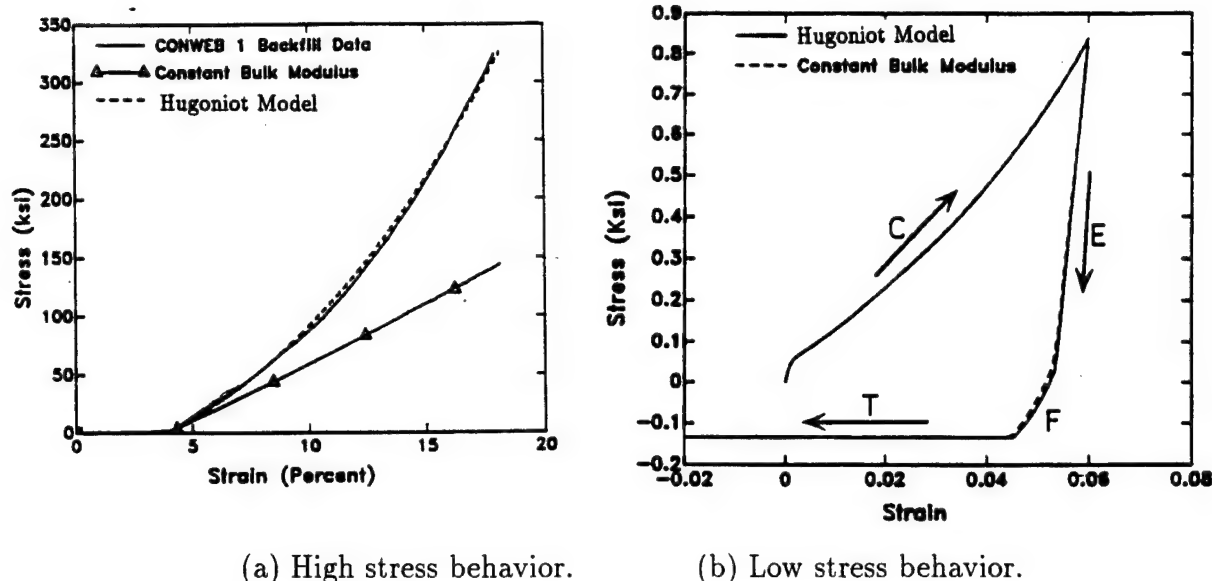 350
300
250
200
150
100
50
0
0
5
10
15
20
Stress (ksi)
Strain (Percent)
CONWEB 1 Backfill Data
Constant Bulk Modulus
Hugoniot Model
(a) High stress behavior.
0.9
0.8
0.7
0.6
0.5
0.4
0.3
0.2
0.1
0
-0.1
-0.2
-0.02
0
0.02
0.04
0.06
0.08
Stress (Ksi)
Strain
Hugoniot Model
Constant Bulk Modulus
C
E
T
F
(b) Low stress behavior.